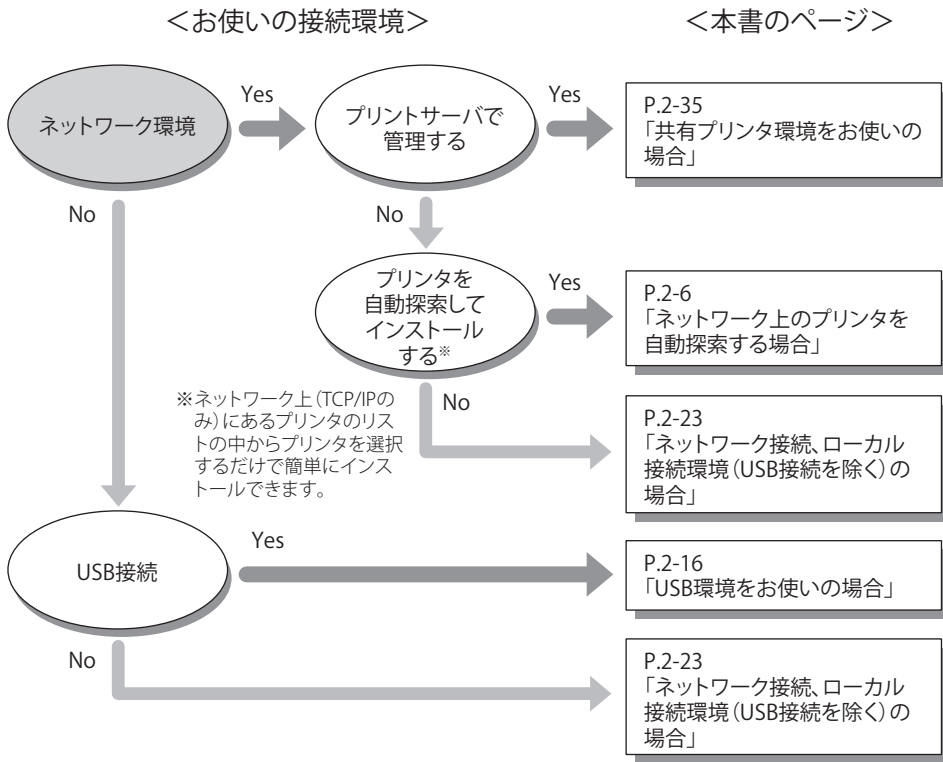 ＜お使いの接続環境＞
＜本書のページ＞
ネットワーク環境
Yes
プリントサーバで
管理する
Yes
P.2-35
「共有プリンタ環境をお使いの
場合」
No
No
プリンタを
自動探索して
インストール
する※
Yes
P.2-6
「ネットワーク上のプリンタを
自動探索する場合」
※ネットワーク上（TCP/IPの
み）にあるプリンタのリス
トの中からプリンタを選択
するだけで簡単にインス
トールできます。
No
P.2-23
「ネットワーク接続、ローカル
接続環境（USB接続を除く）の
場合」
USB接続
Yes
P.2-16
「USB環境をお使いの場合」
No
P.2-23
「ネットワーク接続、ローカル
接続環境（USB接続を除く）の
場合」